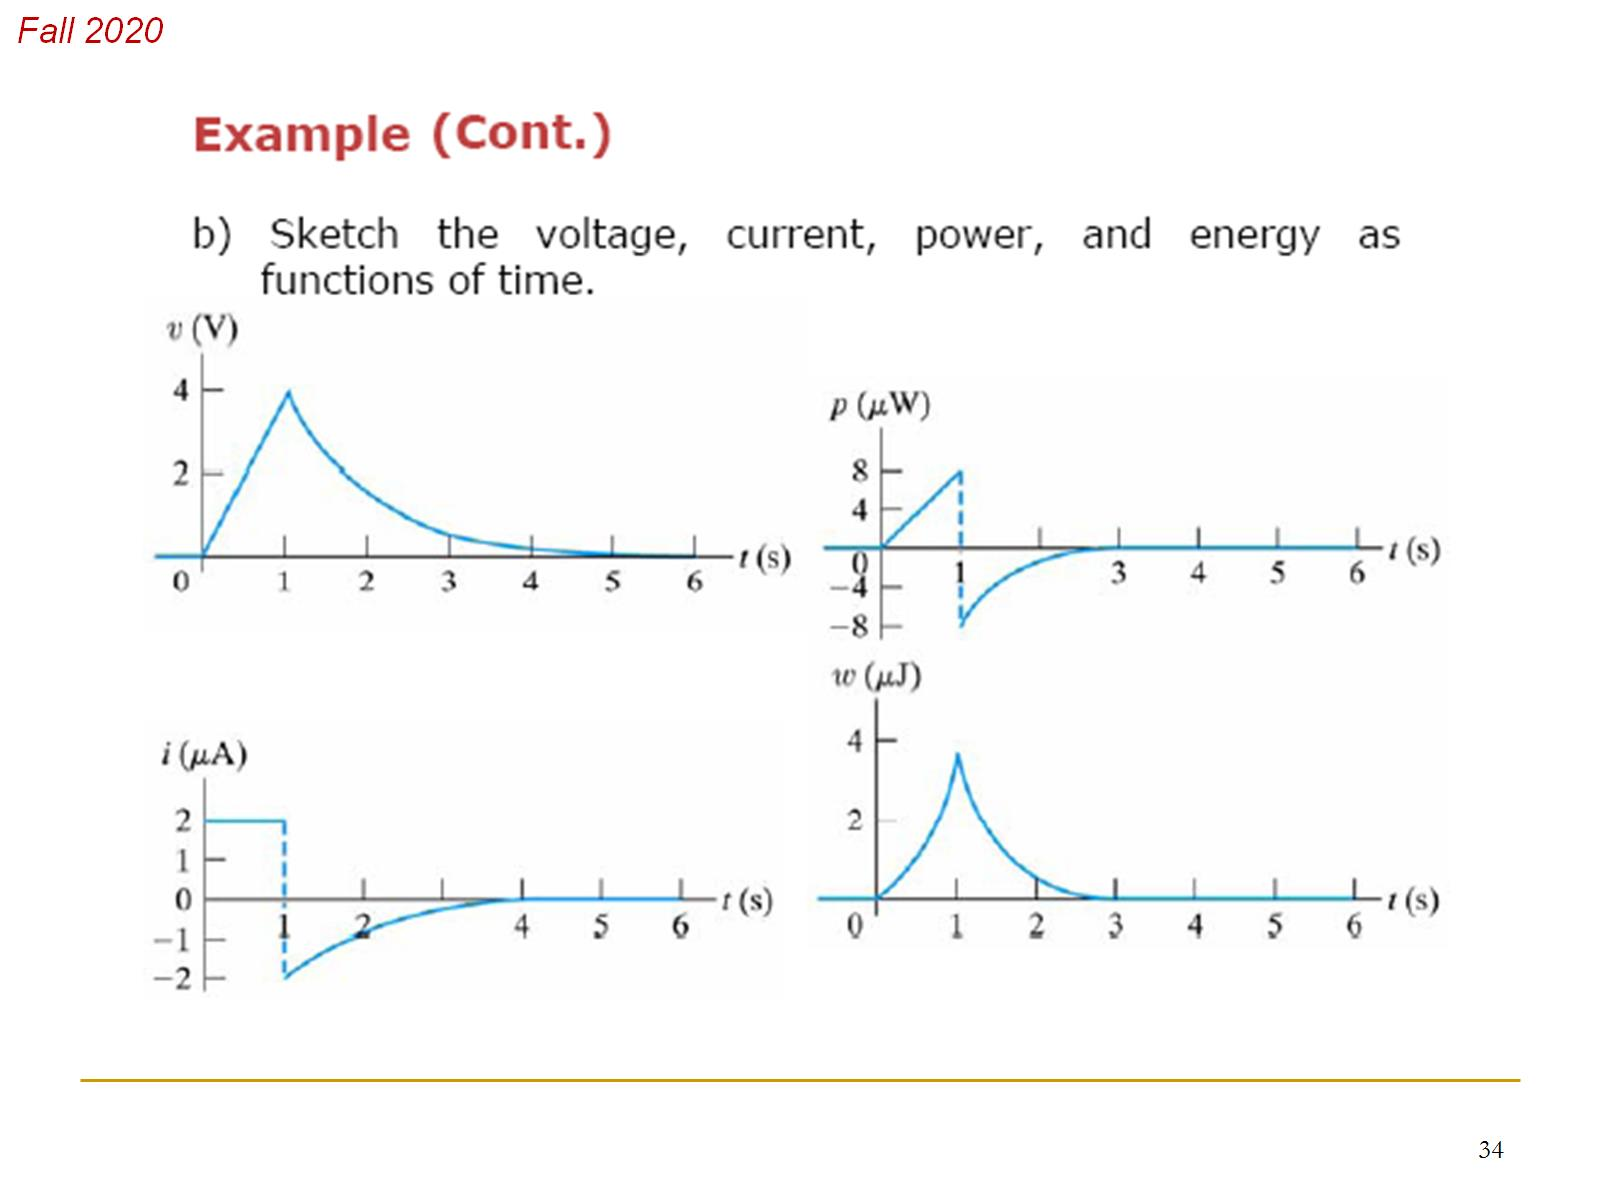 Fall 2020
Example (Cont.)
b) Sketch the voltage, current, power, and energy as
functions of time.
v (V)
4
2
0 1 2 3 4 5 6 t (s)
p (μW)
8
4
0
−4
−8
1 3 4 5 6 t (s)
i (μA)
2
1
0
−1
−2
1 2 4 5 6 t (s)
w (μJ)
4
2
0 1 2 3 4 5 6 t (s)
34